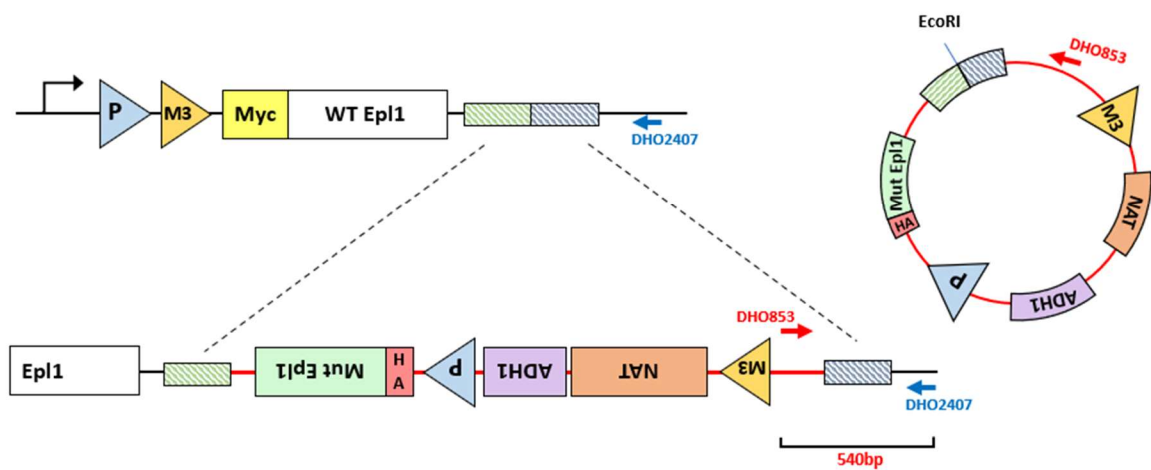 EcoRI
DHO853
P
M3
Myc
WT Epl1
DHO2407
M3
NAT
Mut Epl1
HA
P
ADH1
DHO853
Epl1
Mut Epl1
H
A
P
ADH1
NAT
M3
DHO2407
540bp